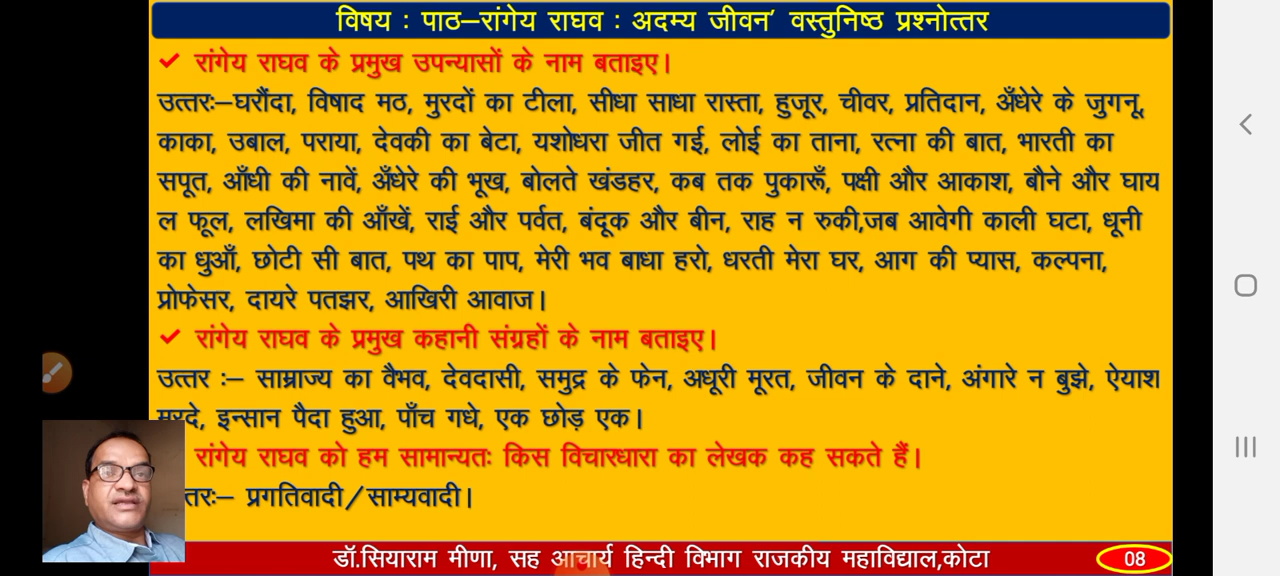 विषय : पाठ–रांगेय राघव : अदम्य जीवन’ वस्तुनिष्ठ प्रश्नोत्तर
✓ रांगेय राघव के प्रमुख उपन्यासों के नाम बताइए।
उत्तरः–घरौंदा, विषाद मठ, मुरदों का टीला, सीधा साधा रास्ता, हुजूर, चीवर, प्रतिदान, अँधेरे के जुगनू,
काका, उबाल, पराया, देवकी का बेटा, यशोधरा जीत गई, लोई का ताना, रत्ना की बात, भारती का
सपूत, आँधी की नावें, अँधेरे की भूख, बोलते खंडहर, कब तक पुकारूँ, पक्षी और आकाश, बौने और घाय
ल फूल, लखिमा की आँखें, राई और पर्वत, बंदूक और बीन, राह न रुकी,जब आवेगी काली घटा, धूनी
का धुआँ, छोटी सी बात, पथ का पाप, मेरी भव बाधा हरो, धरती मेरा घर, आग की प्यास, कल्पना,
प्रोफेसर, दायरे पतझर, आखिरी आवाज।
✓ रांगेय राघव के प्रमुख कहानी संग्रहों के नाम बताइए।
उत्तर :– साम्राज्य का वैभव, देवदासी, समुद्र के फेन, अधूरी मूरत, जीवन के दाने, अंगारे न बुझे, ऐयाश
मुरदे, इन्सान पैदा हुआ, पाँच गधे, एक छोड़ एक।
रांगेय राघव को हम सामान्यतः किस विचारधारा का लेखक कह सकते हैं।
तरः– प्रगतिवादी/साम्यवादी।
डॉ.सियाराम मीणा, सह आचार्य हिन्दी विभाग राजकीय महाविद्याल,कोटा
08